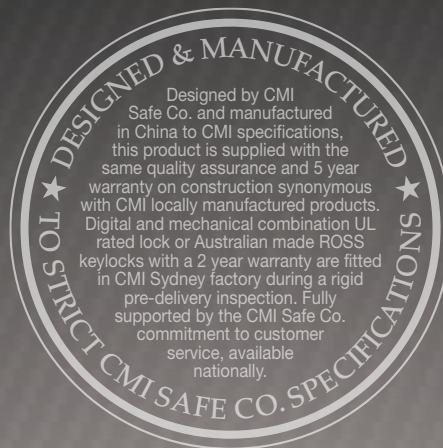 ★ DESIGNED & MANUFACTURED ★
TO STRICT CMI SAFE CO. SPECIFICATIONS
Designed by CMI
Safe Co. and manufactured
in China to CMI specifications,
this product is supplied with the
same quality assurance and 5 year
warranty on construction synonymous
with CMI locally manufactured products.
Digital and mechanical combination UL
rated lock or Australian made ROSS
keylocks with a 2 year warranty are fitted
in CMI Sydney factory during a rigid
pre-delivery inspection. Fully
supported by the CMI Safe Co.
commitment to customer
service, available
nationally.